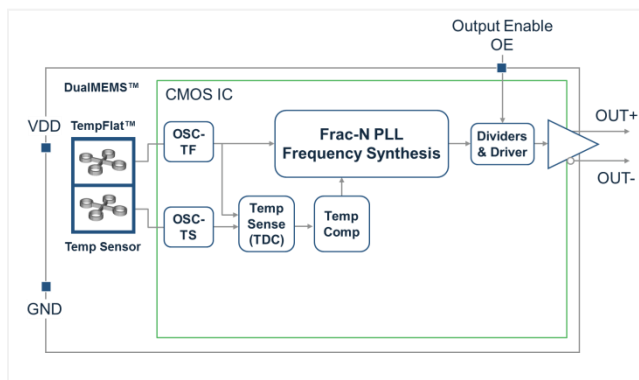 Output Enable
OE
DualMEMS™
CMOS IC
VDD
TempFlat™
OSC-
TF
Frac-N PLL
Frequency Synthesis
Dividers
& Driver
OUT+
OUT-
OSC-
TS
Temp
Sense
(TDC)
Temp
Comp
Temp Sensor
GND